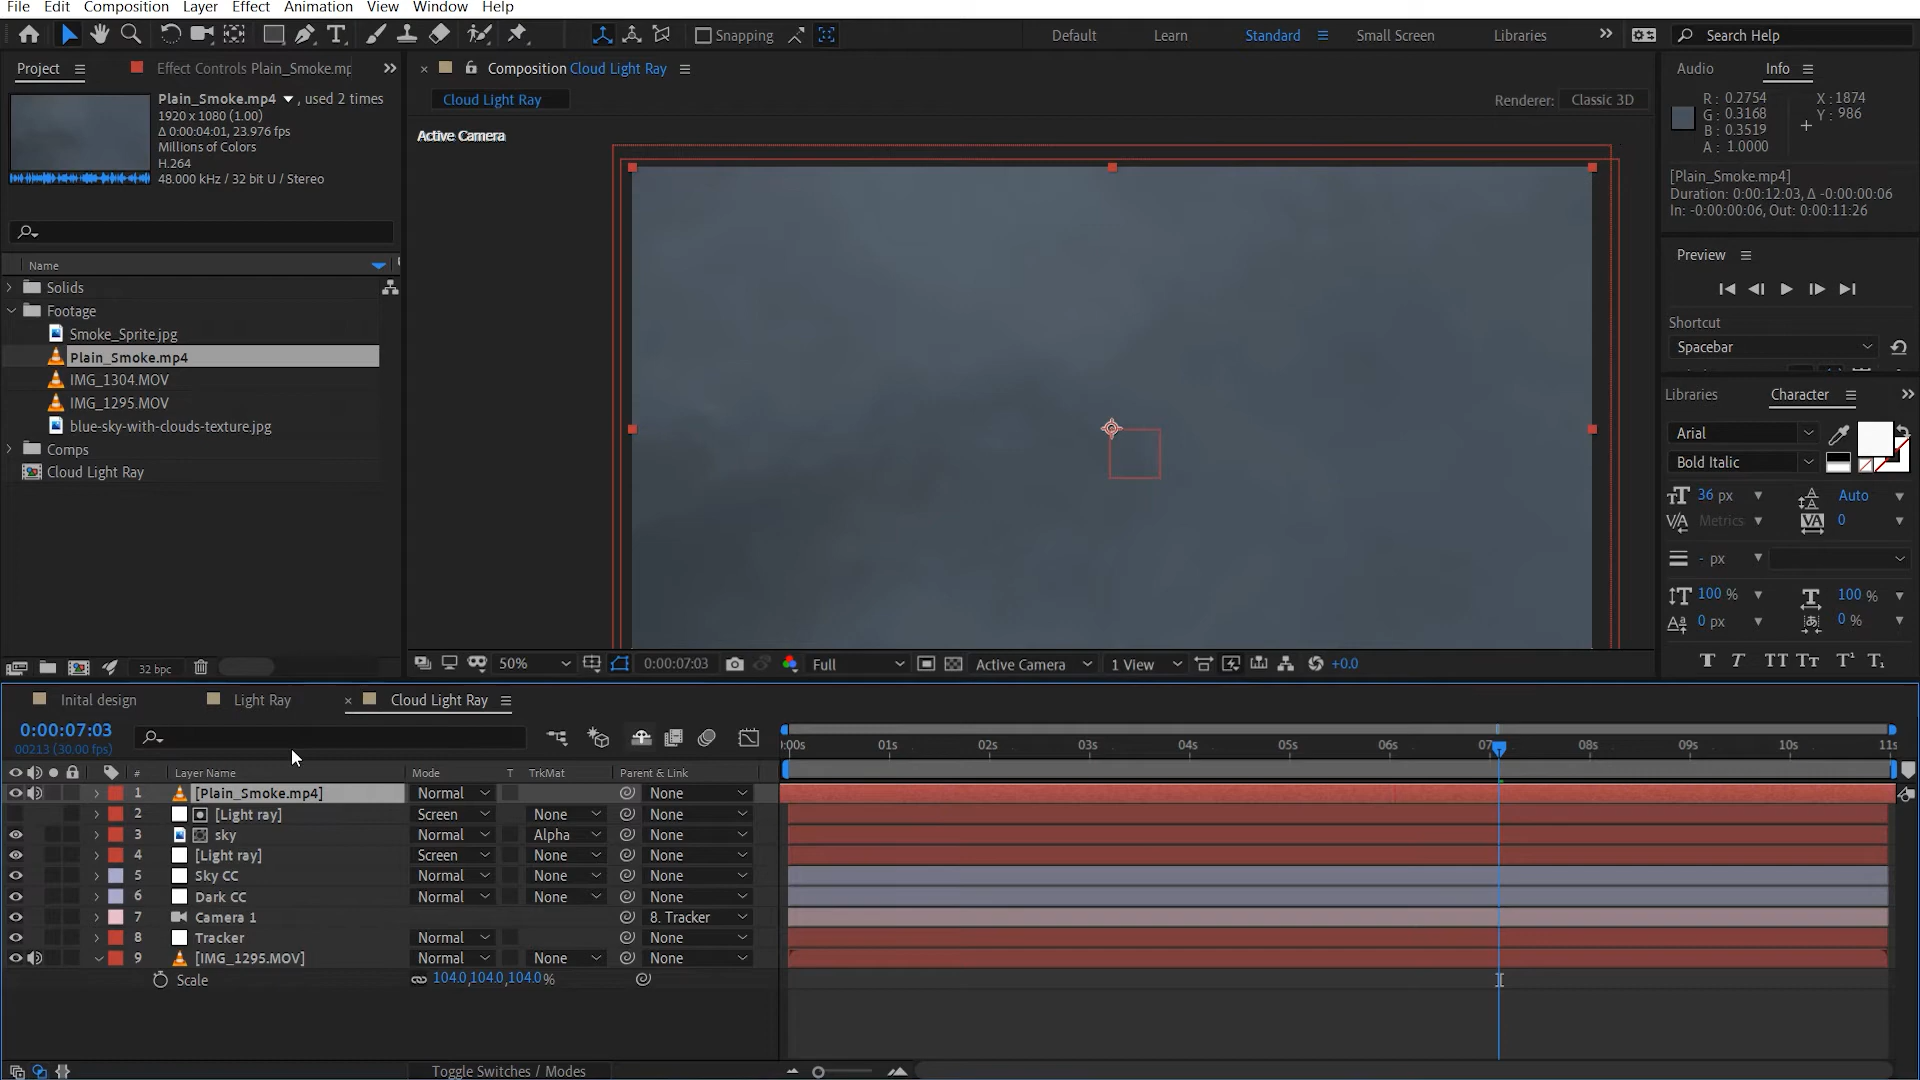 File Edit Composition Layer Effect Animation View Window Help
Snapping
Default Learn Standard Small Screen Libraries
Search Help
Project
Effect Controls Plain_Smoke.mp
Composition Cloud Light Ray
Audio Info
Plain_Smoke.mp4 , used 2 times
1920 x 1080 (1.00)
Δ 0:00:04:01, 23.976 fps
Millions of Colors
H.264
48.000 kHz / 32 bit U / Stereo
Cloud Light Ray
Renderer: Classic 3D
R : 0.2754
G : 0.3168
B : 0.3519
A : 1.0000
X : 1874
Y : 986
Active Camera
[Plain_Smoke.mp4]
Duration: 0:00:12:03, Δ -0:00:00:06
In: -0:00:00:06, Out: 0:00:11:26
Name
Solids
Footage
Smoke_Sprite.jpg
Plain_Smoke.mp4
IMG_1304.MOV
IMG_1295.MOV
blue-sky-with-clouds-texture.jpg
Comps
Cloud Light Ray
Preview
Shortcut
Spacebar
Libraries Character
Arial
Bold Italic
36 px Auto
Metrics 0
- px
100 % 100 %
0 px 0 %
32 bpc
50% 0:00:07:03 Full Active Camera 1 View +0.0
Inital design Light Ray Cloud Light Ray
0:00:07:03
00213 (30.00 fps)
:00s 01s 02s 03s 04s 05s 06s 07 08s 09s 10s 11s
# Layer Name Mode T TrkMat Parent & Link
1 [Plain_Smoke.mp4] Normal None
2 [Light ray] Screen None None
3 sky Normal Alpha None
4 [Light ray] Screen None None
5 Sky CC Normal None None
6 Dark CC Normal None None
7 Camera 1 8. Tracker
8 Tracker Normal None None
9 [IMG_1295.MOV] Normal None None
Scale 104.0,104.0,104.0%
Toggle Switches / Modes